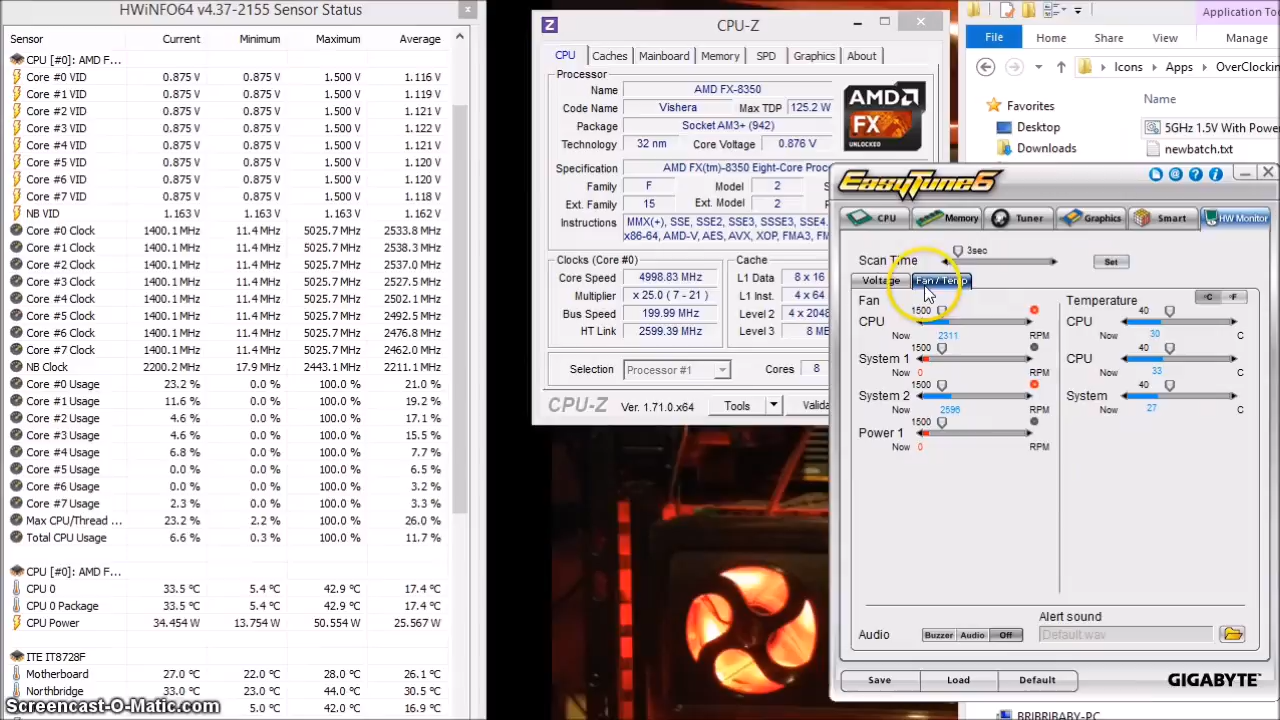 HWiNFO64 v4.37-2155 Sensor Status
Sensor Current Minimum Maximum Average
CPU [#0]: AMD F...
Core #0 VID 0.875 V 0.875 V 1.500 V 1.116 V
Core #1 VID 0.875 V 0.875 V 1.500 V 1.119 V
Core #2 VID 0.875 V 0.875 V 1.500 V 1.121 V
Core #3 VID 0.875 V 0.875 V 1.500 V 1.122 V
Core #4 VID 0.875 V 0.875 V 1.500 V 1.121 V
Core #5 VID 0.875 V 0.875 V 1.500 V 1.120 V
Core #6 VID 0.875 V 0.875 V 1.500 V 1.120 V
Core #7 VID 0.875 V 0.875 V 1.500 V 1.118 V
NB VID 1.163 V 1.163 V 1.163 V 1.163 V
Core #0 Clock 1400.1 MHz 11.4 MHz 5025.7 MHz 2533.8 MHz
Core #1 Clock 1400.1 MHz 11.4 MHz 5025.7 MHz 2538.3 MHz
Core #2 Clock 1400.1 MHz 11.4 MHz 5025.7 MHz 2537.0 MHz
Core #3 Clock 1400.1 MHz 11.4 MHz 5025.7 MHz 2534.6 MHz
Core #4 Clock 1400.1 MHz 11.4 MHz 5025.7 MHz 2502.1 MHz
Core #5 Clock 1400.1 MHz 11.4 MHz 5025.7 MHz 2492.5 MHz
Core #6 Clock 1400.1 MHz 11.4 MHz 5025.7 MHz 2476.8 MHz
Core #7 Clock 1400.1 MHz 11.4 MHz 5025.7 MHz 2462.0 MHz
NB Clock 2200.2 MHz 17.9 MHz 2443.1 MHz 2211.1 MHz
Core #0 Usage 23.2 % 0.0 % 100.0 % 21.0 %
Core #1 Usage 11.6 % 0.0 % 100.0 % 19.2 %
Core #2 Usage 4.6 % 0.0 % 100.0 % 17.1 %
Core #3 Usage 4.6 % 0.0 % 100.0 % 15.5 %
Core #4 Usage 6.8 % 0.0 % 100.0 % 7.7 %
Core #5 Usage 0.0 % 0.0 % 100.0 % 6.5 %
Core #6 Usage 0.0 % 0.0 % 100.0 % 3.2 %
Core #7 Usage 2.3 % 0.0 % 100.0 % 3.3 %
Max CPU/Thread ... 23.2 % 2.2 % 100.0 % 26.0 %
Total CPU Usage 6.6 % 0.3 % 100.0 % 11.7 %
CPU [#0]: AMD F...
CPU 0 33.5 °C 5.4 °C 42.9 °C 17.4 °C
CPU 0 Package 33.5 °C 5.4 °C 42.9 °C 17.4 °C
CPU Power 34.454 W 13.754 W 50.554 W 25.567 W
ITE IT8728F
Motherboard 27.0 °C 22.0 °C 28.0 °C 26.1 °C
Northbridge 33.0 °C 23.0 °C 44.0 °C 30.5 °C
5.0 °C 42.0 °C 16.9 °C
Screencast-O-Matic.com
CPU-Z
CPU Caches Mainboard Memory SPD Graphics About
Processor
Name AMD FX-8350
Code Name Vishera Max TDP 125.2 W
Package Socket AM3+ (942)
Technology 32 nm Core Voltage 0.876 V
AMD
FX
UNLOCKED
Specification AMD FX(tm)-8350 Eight-Core Proc
Family F Model 2
Ext. Family 15 Ext. Model 2
Instructions MMX(+), SSE, SSE2, SSE3, SSSE3, SSE4.
x86-64, AMD-V, AES, AVX, XOP, FMA3, FM
Clocks (Core #0)
Core Speed 4998.83 MHz
Multiplier x 25.0 ( 7 - 21 )
Bus Speed 199.99 MHz
HT Link 2599.39 MHz
Cache
L1 Data 8 x 16
L1 Inst. 4 x 64
Level 2 4 x 2048
Level 3 8 ME
Selection Processor #1 Cores 8
CPU-Z Ver. 1.71.0.x64 Tools Valida
Application To
File Home Share View Manage
Icons Apps OverClockin
Favorites
Desktop
Downloads
Name
5GHz 1.5V With Powe
newbatch.txt
EasyTune6
CPU Memory Tuner Graphics Smart HW Monitor
Scan Time 3sec Set
Voltage Fan / Temp
Fan
1500
CPU
Now 2311 RPM
1500
System 1
Now 0 RPM
1500
System 2
Now 2596 RPM
1500
Power 1
Now 0 RPM
Temperature °C
40
CPU
Now 30 C
40
CPU
Now 33 C
40
System
Now 27 C
Alert sound
Audio Buzzer Audio Off Default wav
Save Load Default GIGABYTE
BRIBRIBABY-PC